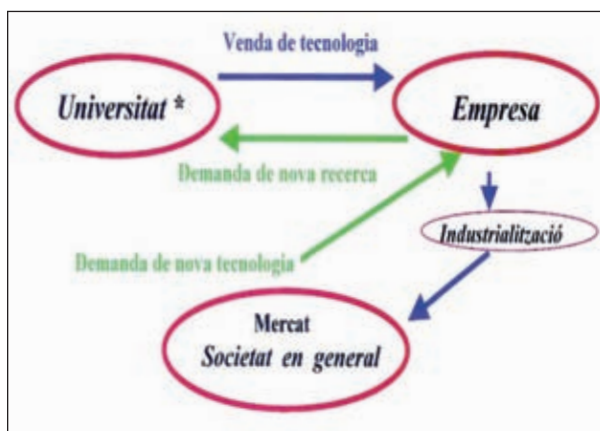 Venda de tecnologia
Universitat *
Empresa
Demanda de nova recerca
Industrialització
Demanda de nova tecnologia
Mercat
Societat en general